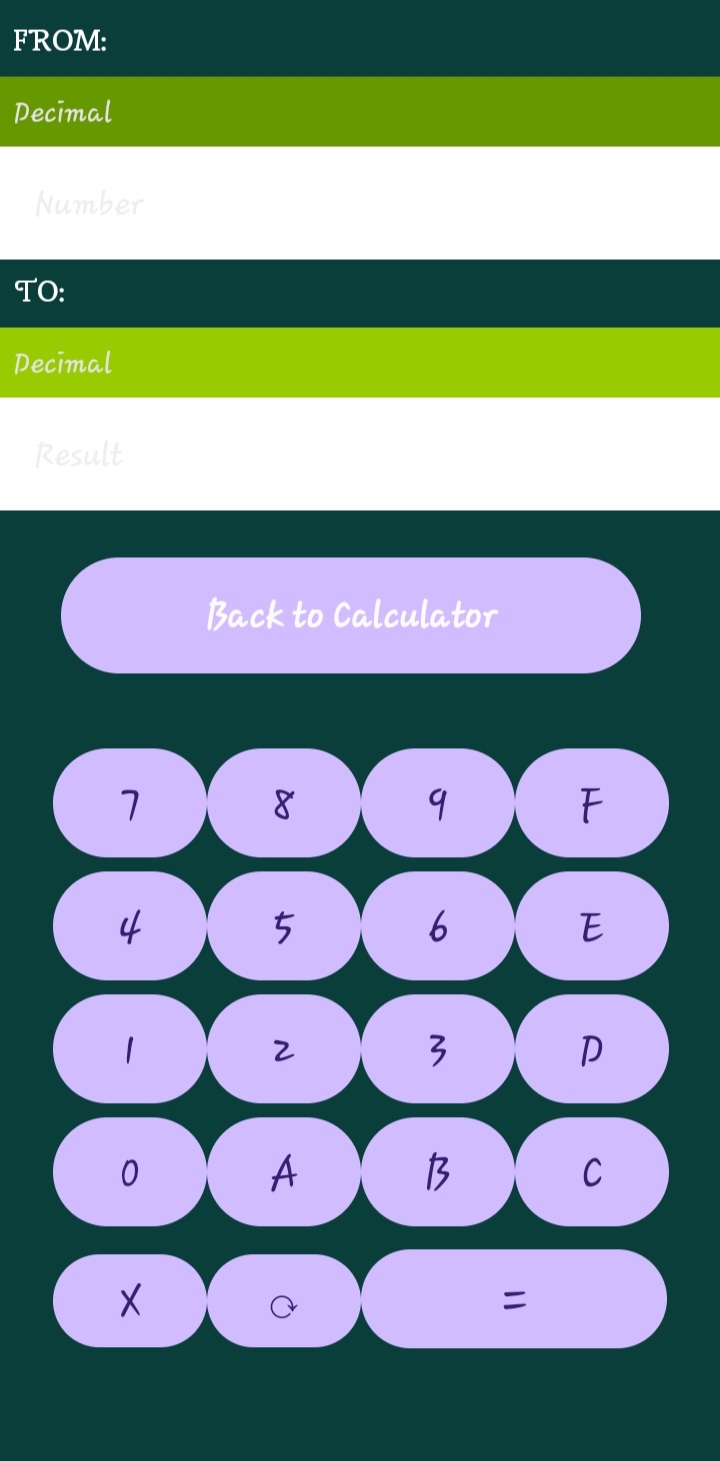 FROM:
Decimal
Number
TO:
Decimal
Result
Back to Calculator
7 8 9 F
4 5 6 E
1 2 3 D
0 A B C
X ⟳ =